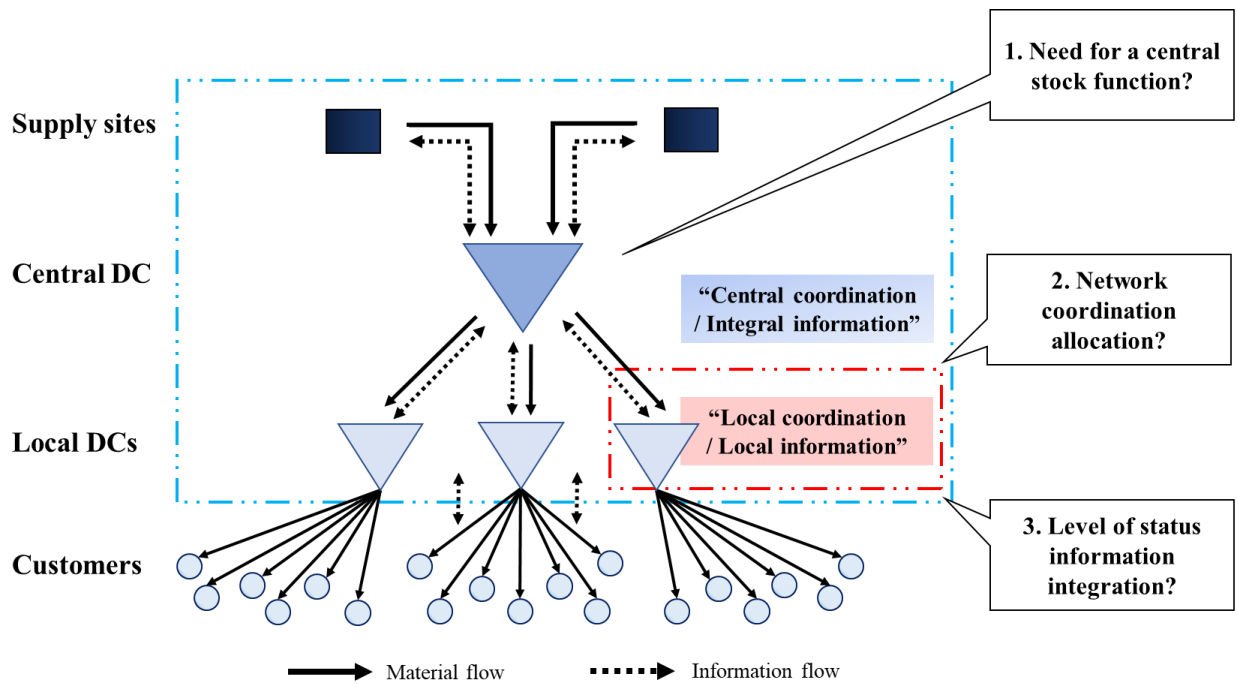 1. Need for a central
stock function?
Supply sites
Central DC
“Central coordination
/ Integral information”
2. Network
coordination
allocation?
Local DCs
“Local coordination
/ Local information”
3. Level of status
information
integration?
Customers
Material flow
Information flow